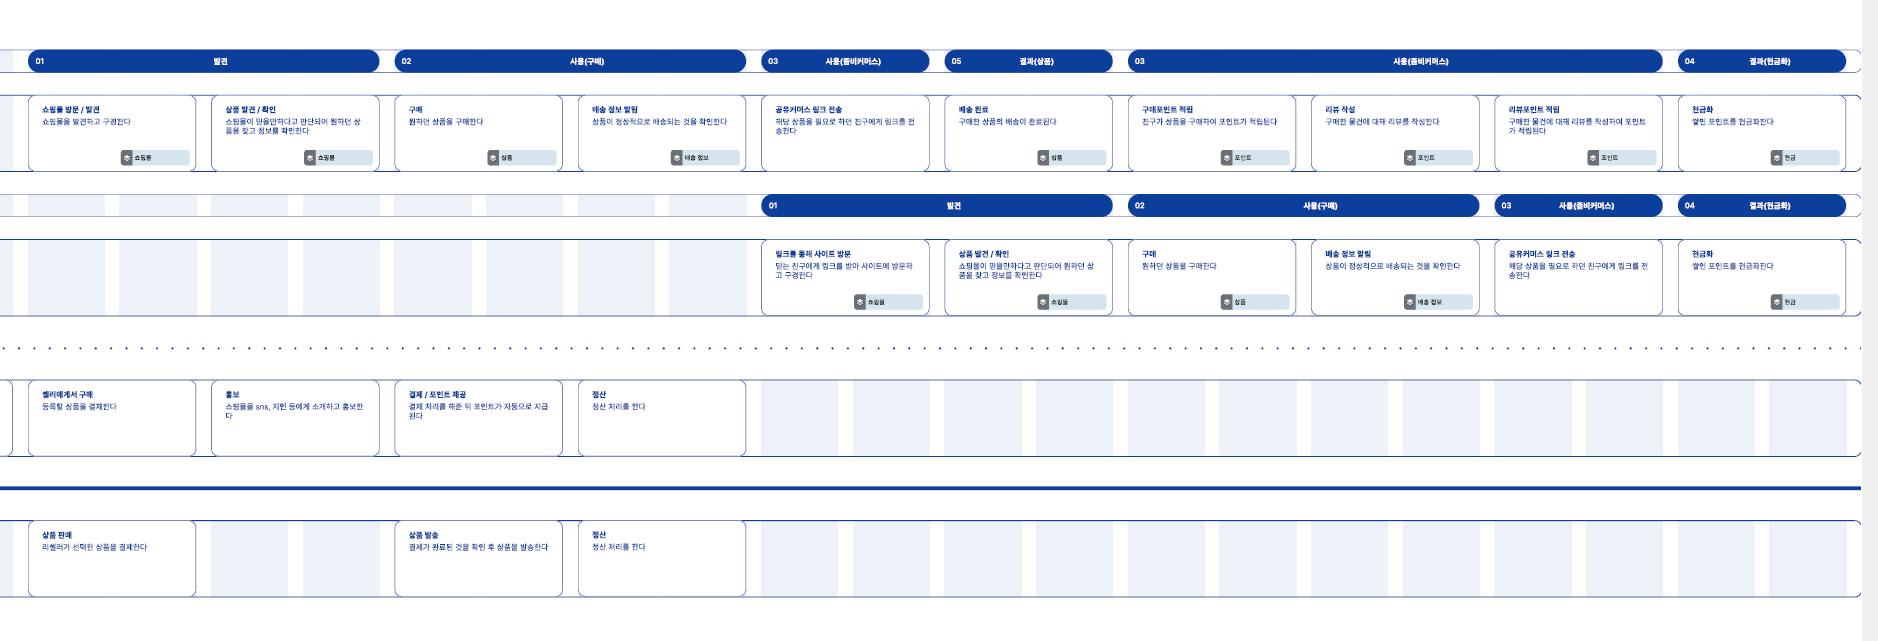 01 발견
02 사용(구매)
03 사용(좀비커머스)
05 결과(상품)
03 사용(좀비커머스)
04 결과(현금화)
쇼핑몰 방문 / 발견
쇼핑몰을 발견하고 구경한다
쇼핑몰
상품 발견 / 확인
쇼핑몰이 믿을만하다고 판단되어 원하던 상
품을 찾고 정보를 확인한다
쇼핑몰
구매
원하던 상품을 구매한다
상품
배송 정보 알림
상품이 정상적으로 배송되는 것을 확인한다
배송 정보
공유커머스 링크 전송
해당 상품을 필요로 하던 친구에게 링크를 전
송한다
배송 완료
구매한 상품의 배송이 완료된다
상품
구매포인트 적립
친구가 상품을 구매하여 포인트가 적립된다
포인트
리뷰 작성
구매한 물건에 대해 리뷰를 작성한다
포인트
리뷰포인트 적립
구매한 물건에 대해 리뷰를 작성하여 포인트
가 적립된다
포인트
현금화
쌓인 포인트를 현금화한다
현금
01 발견
02 사용(구매)
03 사용(좀비커머스)
04 결과(현금화)
링크를 통해 사이트 방문
믿는 친구에게 링크를 받아 사이트에 방문하
고 구경한다
쇼핑몰
상품 발견 / 확인
쇼핑몰이 믿을만하다고 판단되어 원하던 상
품을 찾고 정보를 확인한다
쇼핑몰
구매
원하던 상품을 구매한다
상품
배송 정보 알림
상품이 정상적으로 배송되는 것을 확인한다
배송 정보
공유커머스 링크 전송
해당 상품을 필요로 하던 친구에게 링크를 전
송한다
현금화
쌓인 포인트를 현금화한다
현금
셀러에게서 구매
등록할 상품을 결제한다
홍보
쇼핑몰을 sns, 지인 등에게 소개하고 홍보한
다
결제 / 포인트 제공
결제 처리를 해준 뒤 포인트가 자동으로 지급
된다
정산
정산 처리를 한다
상품 판매
리셀러가 선택한 상품을 결제한다
상품 발송
결제가 완료된 것을 확인 후 상품을 발송한다
정산
정산 처리를 한다